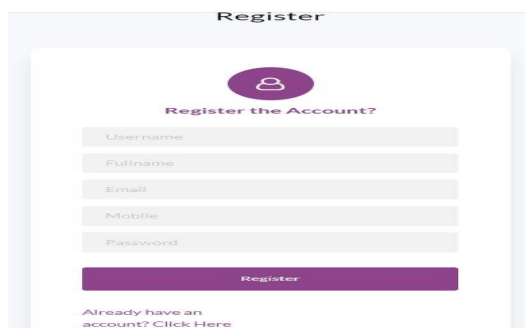 Register
Register the Account?
Username
Fullname
Email
Mobile
Password
Register
Already have an
account? Click Here